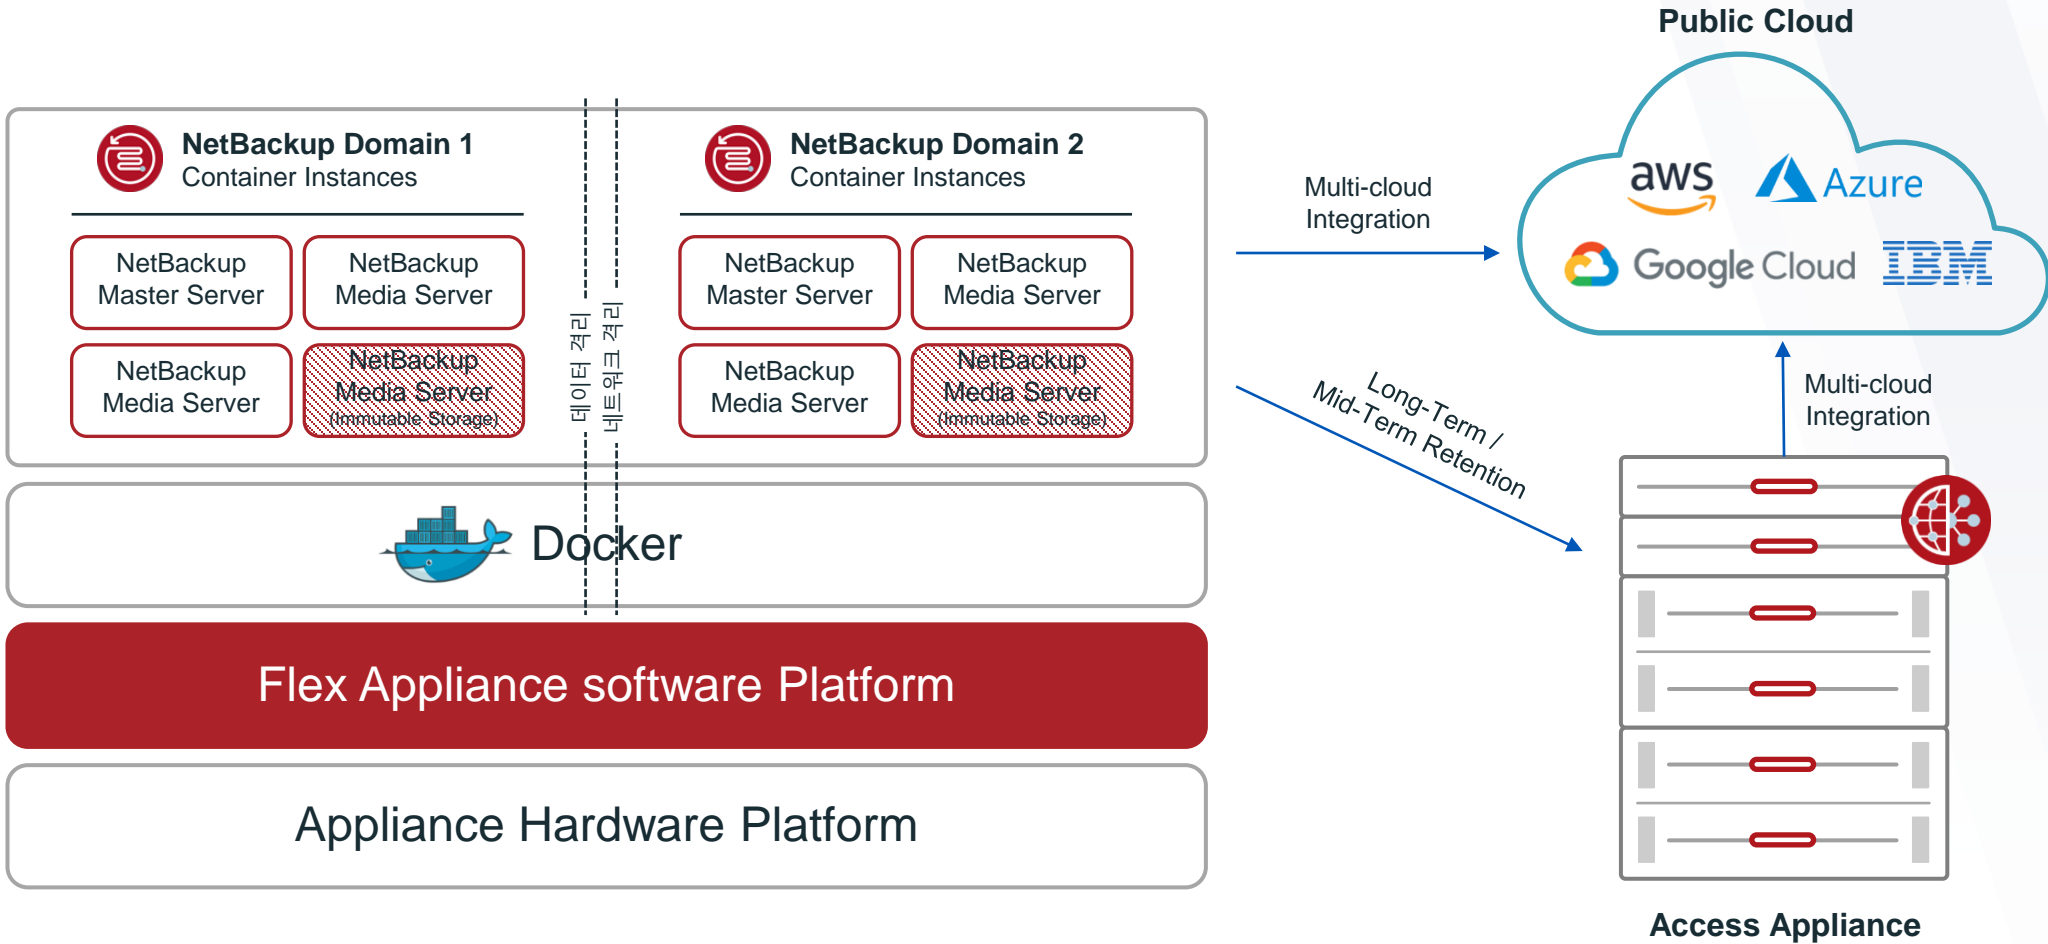 Public Cloud
NetBackup Domain 1
Container Instances
NetBackup
Master Server
NetBackup
Media Server
NetBackup
Media Server
NetBackup
Media Server
(Immutable Storage)
데이터 격리
네트워크 격리
NetBackup Domain 2
Container Instances
NetBackup
Master Server
NetBackup
Media Server
NetBackup
Media Server
NetBackup
Media Server
(Immutable Storage)
Multi-cloud
Integration
aws
Azure
Google Cloud
IBM
Long-Term /
Mid-Term Retention
Multi-cloud
Integration
Docker
Flex Appliance software Platform
Appliance Hardware Platform
Access Appliance